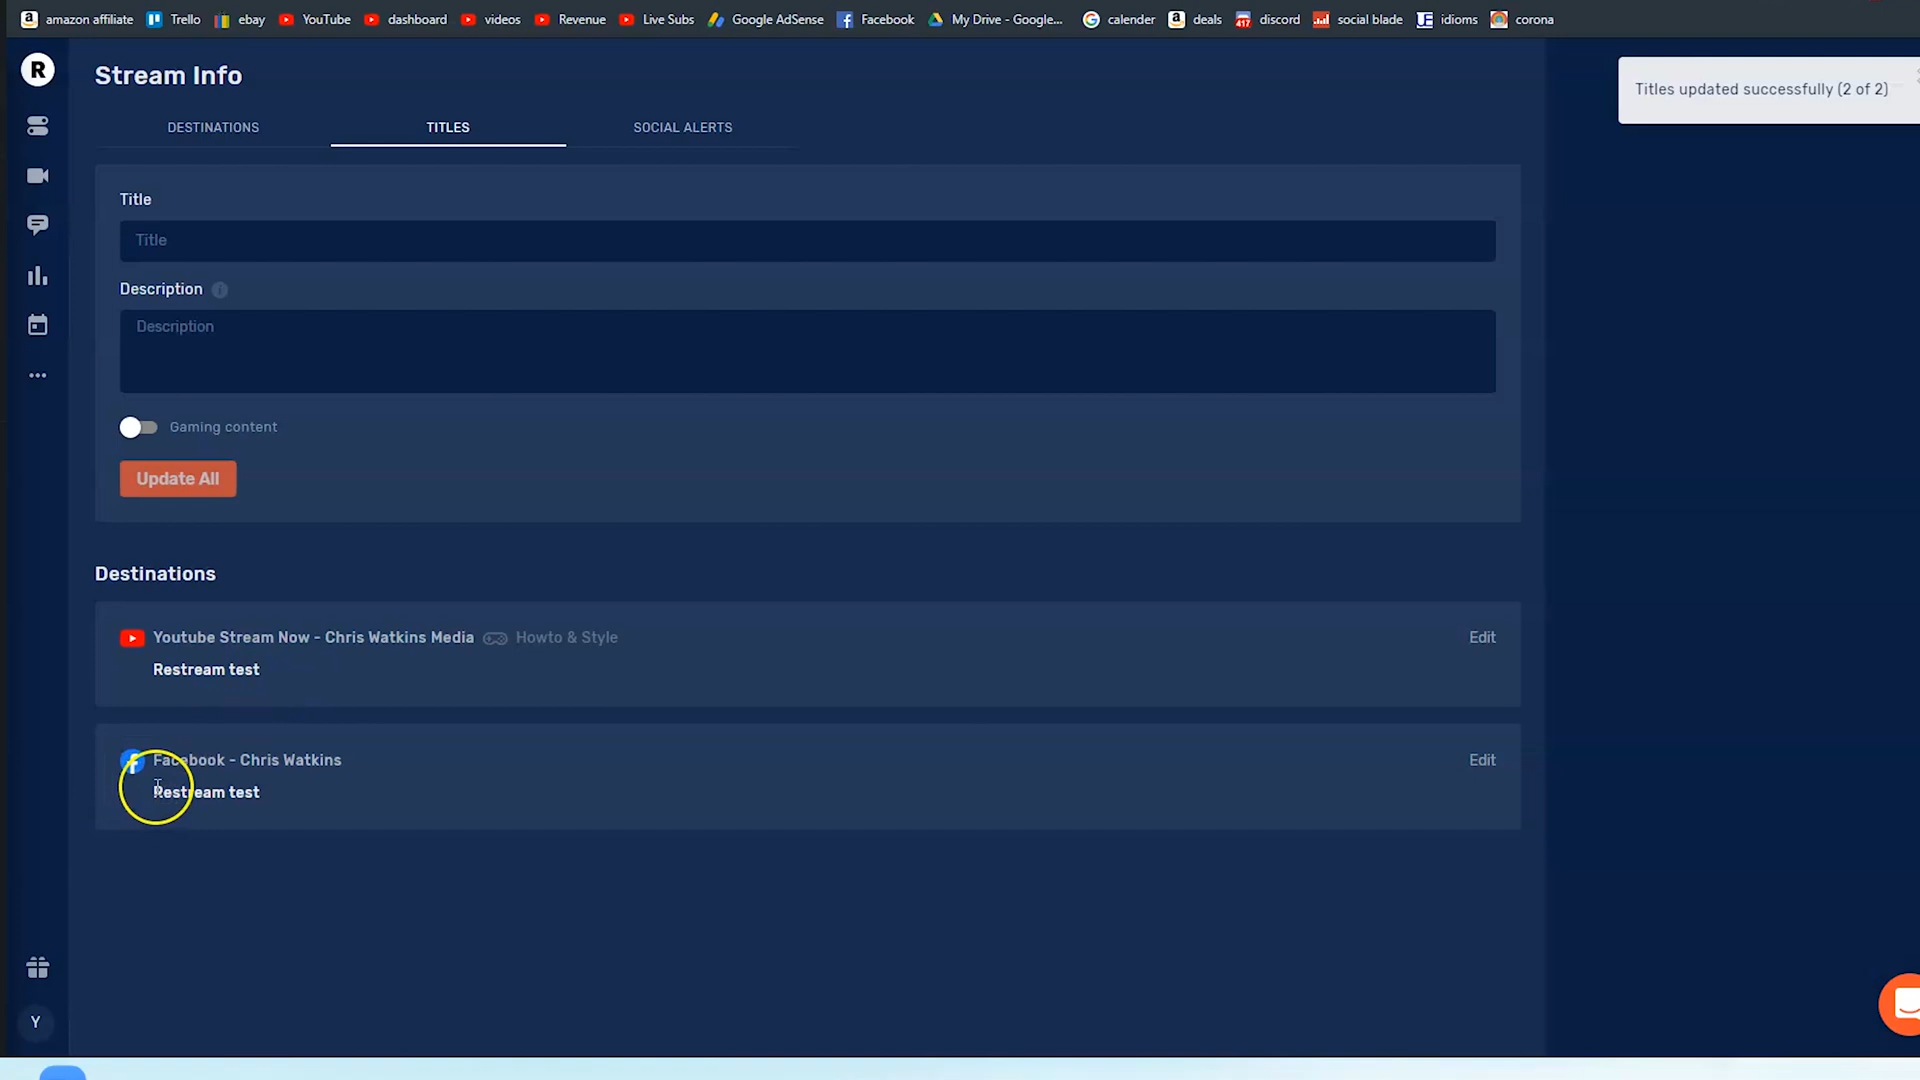 amazon affiliate Trello ebay YouTube dashboard videos Revenue Live Subs Google AdSense Facebook My Drive - Google... calender deals 417 discord social blade idioms corona
R
Stream Info
Titles updated successfully (2 of 2)
DESTINATIONS TITLES SOCIAL ALERTS
Title
Title
Description
Description
Gaming content
Update All
Destinations
Youtube Stream Now - Chris Watkins Media Howto & Style Edit
Restream test
Facebook - Chris Watkins Edit
Restream test
Y